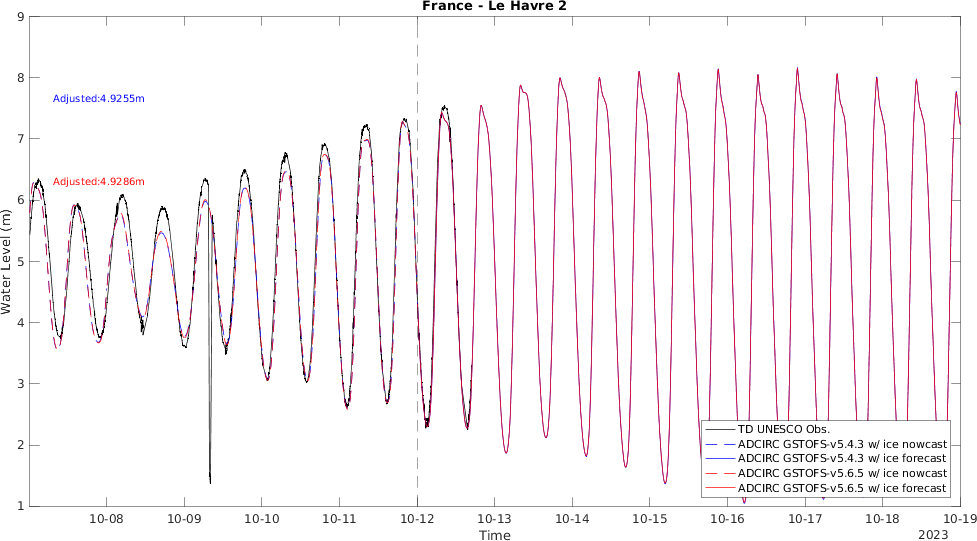 France - Le Havre 2
9
8
7
6
5
4
3
2
1
Water Level (m)
Adjusted:4.9255m
Adjusted:4.9286m
TD UNESCO Obs.
ADCIRC GSTOFS-v5.4.3 w/ ice nowcast
ADCIRC GSTOFS-v5.4.3 w/ ice forecast
ADCIRC GSTOFS-v5.6.5 w/ ice nowcast
ADCIRC GSTOFS-v5.6.5 w/ ice forecast
10-08 10-09 10-10 10-11 10-12 10-13 10-14 10-15 10-16 10-17 10-18 10-19
Time
2023